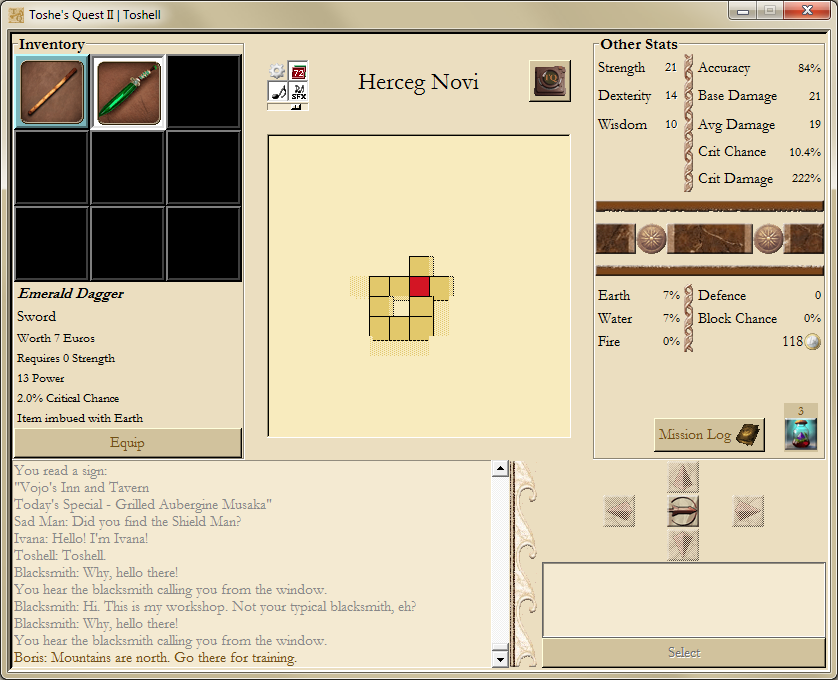 Toshe's Quest II | Toshell
Inventory
Emerald Dagger
Sword
Worth 7 Euros
Requires 0 Strength
13 Power
2.0% Critical Chance
Item imbued with Earth
Equip
72
SFX
Herceg Novi
TQ
Other Stats
Strength 21
Dexterity 14
Wisdom 10
Accuracy 84%
Base Damage 21
Avg Damage 19
Crit Chance 10.4%
Crit Damage 222%
Earth 7%
Water 7%
Fire 0%
Defence 0
Block Chance 0%
118
Mission Log
3
You read a sign:
"Vojo's Inn and Tavern
Today's Special - Grilled Aubergine Musaka"
Sad Man: Did you find the Shield Man?
Ivana: Hello! I'm Ivana!
Toshell: Toshell.
Blacksmith: Why, hello there!
You hear the blacksmith calling you from the window.
Blacksmith: Hi. This is my workshop. Not your typical blacksmith, eh?
Blacksmith: Why, hello there!
You hear the blacksmith calling you from the window.
Boris: Mountains are north. Go there for training.
Select